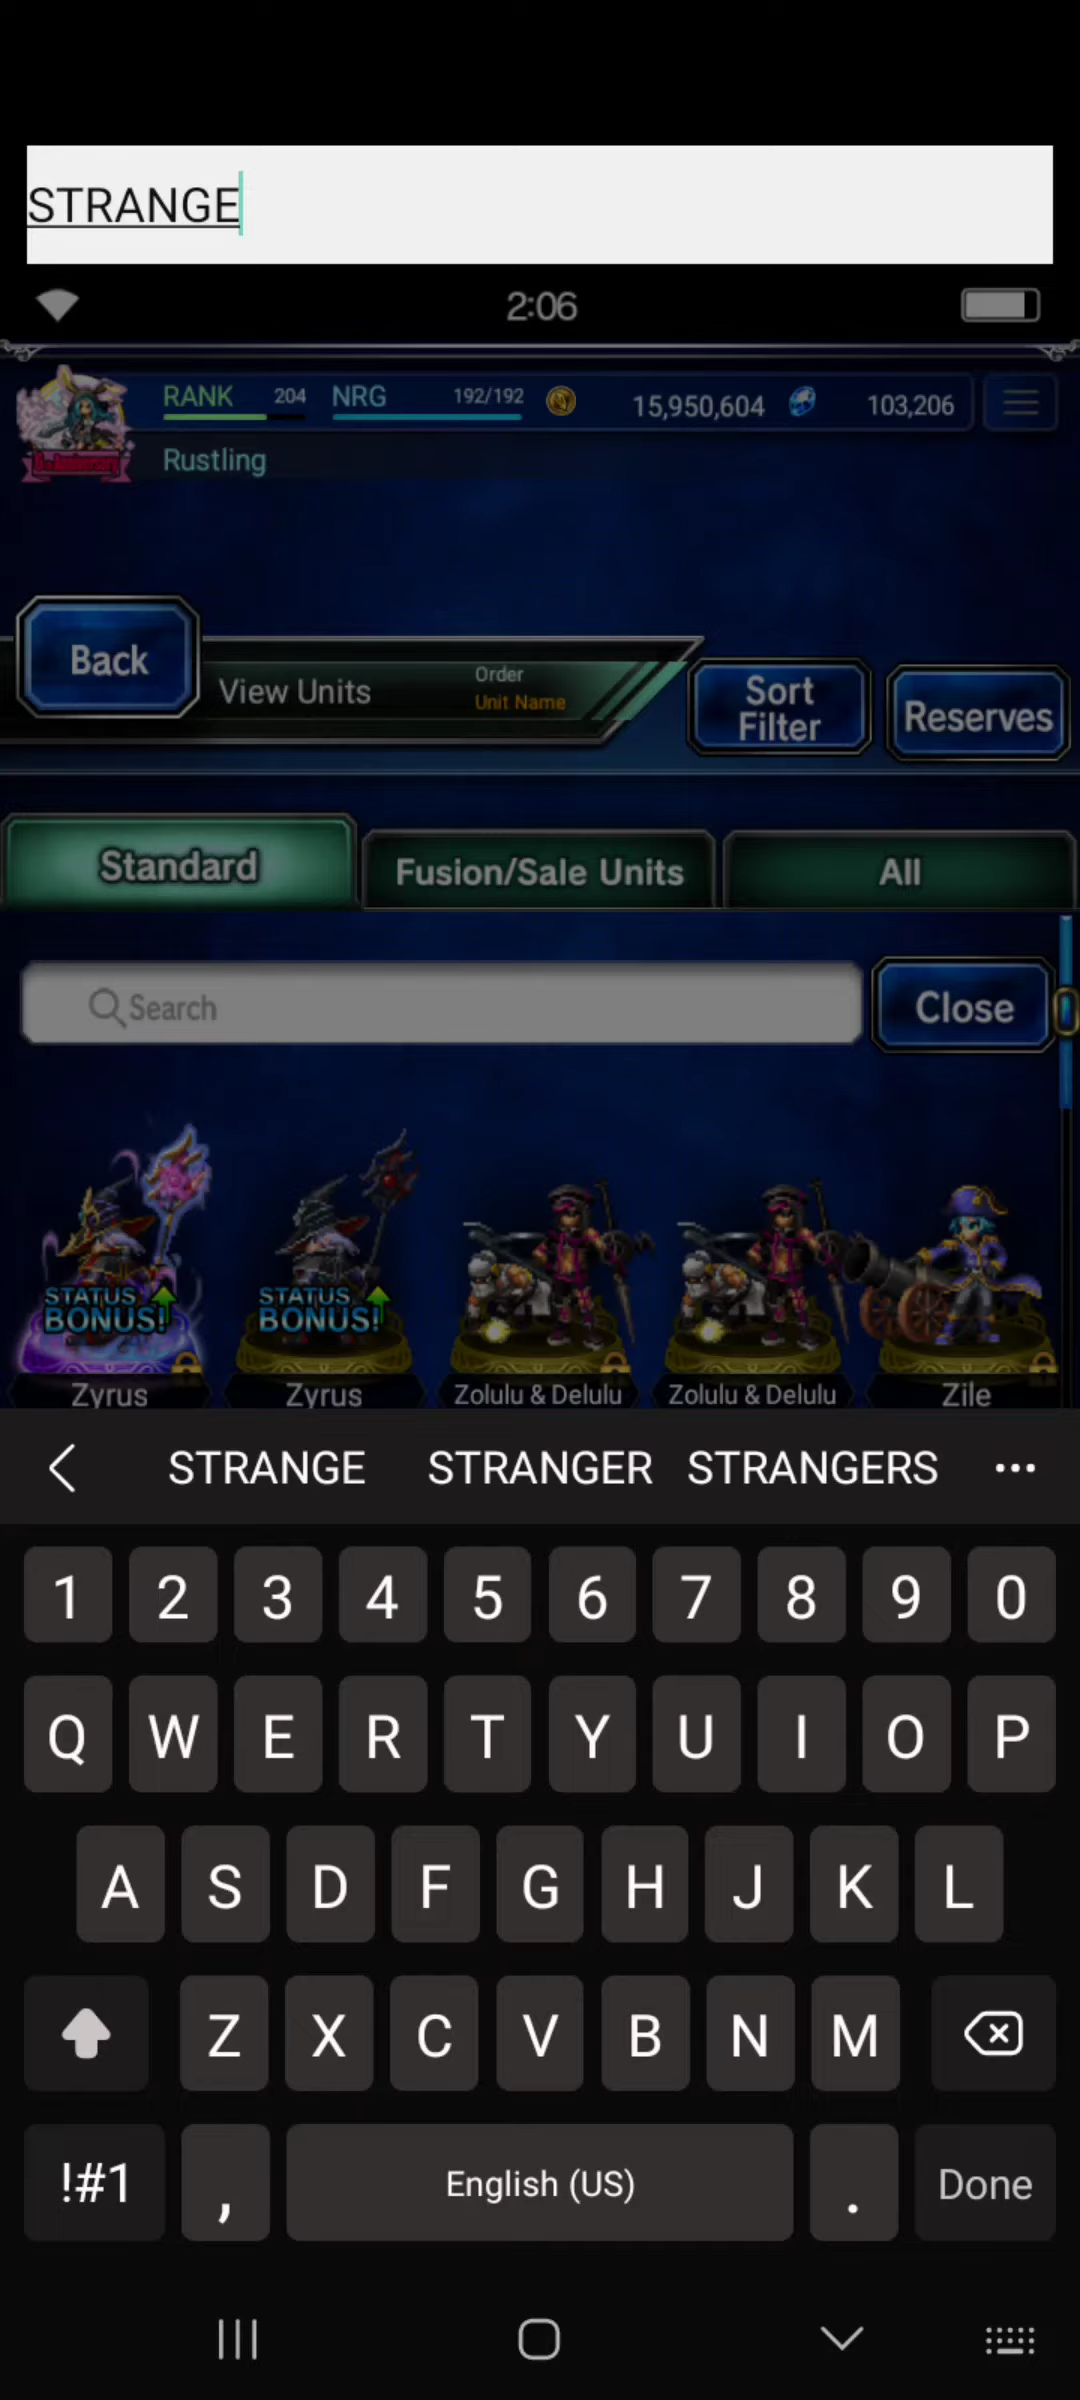 STRANGE
2:06
RANK 204 NRG 192/192 15,950,604 103,206
Rustling
Back
View Units
Order
Unit Name
Sort
Filter
Reserves
Standard
Fusion/Sale Units
All
Search
Close
STATUS
BONUS!
STATUS
BONUS!
Zyrus
Zyrus
Zolulu & Delulu
Zolulu & Delulu
Zile
STRANGE STRANGER STRANGERS ...
1 2 3 4 5 6 7 8 9 0
Q W E R T Y U I O P
A S D F G H J K L
Z X C V B N M
!#1 , English (US) . Done